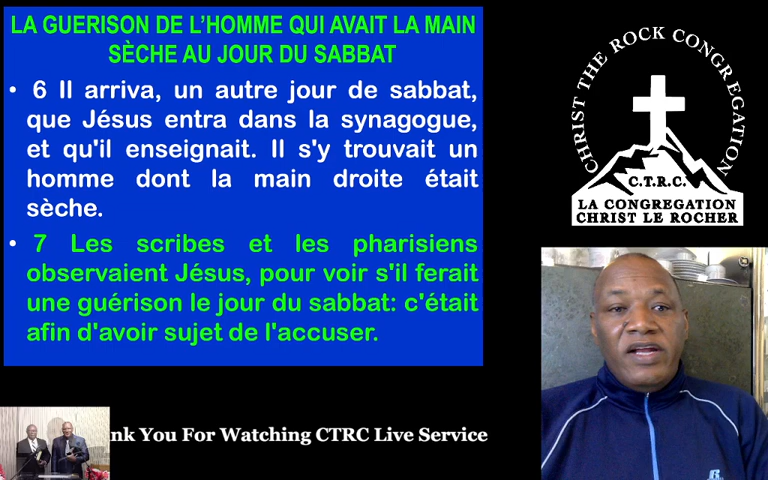 LA GUERISON DE L’HOMME QUI AVAIT LA MAIN
SÈCHE AU JOUR DU SABBAT
• 6 Il arriva, un autre jour de sabbat,
que Jésus entra dans la synagogue,
et qu'il enseignait. Il s'y trouvait un
homme dont la main droite était
sèche.
• 7 Les scribes et les pharisiens
observaient Jésus, pour voir s'il ferait
une guérison le jour du sabbat: c'était
afin d'avoir sujet de l'accuser.
CHRIST THE ROCK CONGREGATION
C.T.R.C.
LA CONGREGATION
CHRIST LE ROCHER
nk You For Watching CTRC Live Service